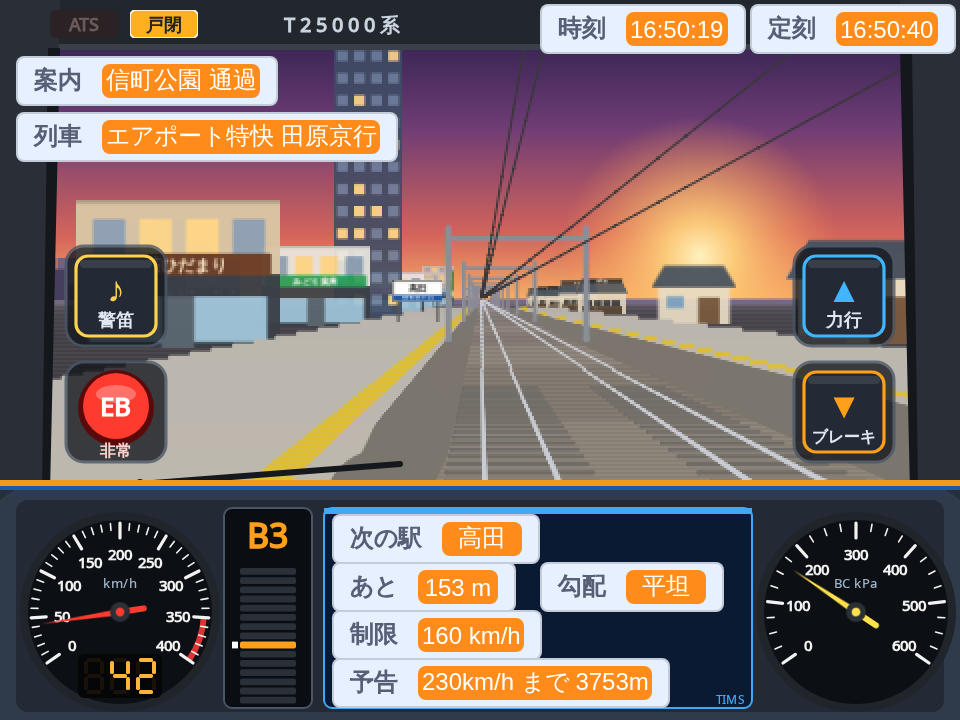 ATS 戸閉 T25000系 時刻 16:50:19 定刻 16:50:40
案内 信町公園 通過
列車 エアポート特快 田原京行
ひだまり
高田
♪ 警笛
▲ 力行
EB 非常
▼ ブレーキ
0 50 100 150 200 250 300 350 400 km/h
42
B3
次の駅 高田
あと 153 m 勾配 平坦
制限 160 km/h
予告 230km/h まで 3753m
TIMS
0 100 200 300 400 500 600 BC kPa